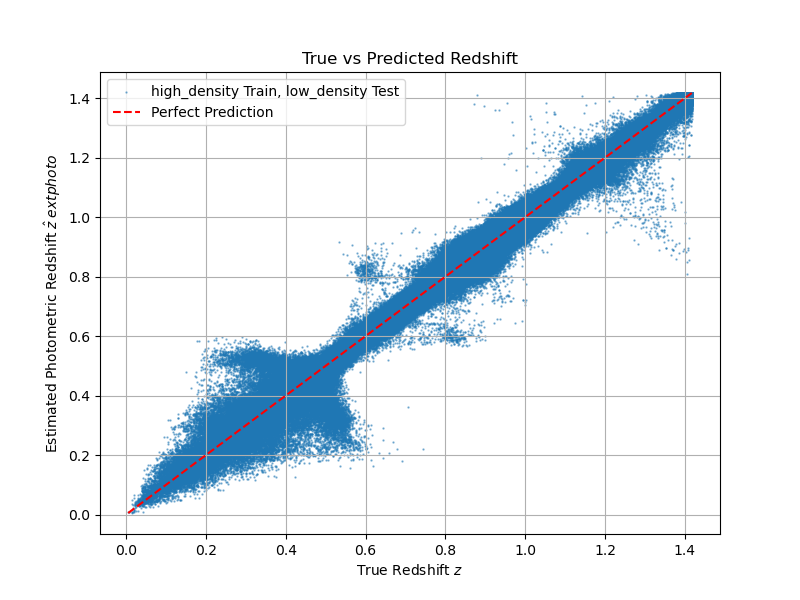 True vs Predicted Redshift
high_density Train, low_density Test
Perfect Prediction
Estimated Photometric Redshift ẑ extphoto
1.4
1.2
1.0
0.8
0.6
0.4
0.2
0.0
0.0 0.2 0.4 0.6 0.8 1.0 1.2 1.4
True Redshift z